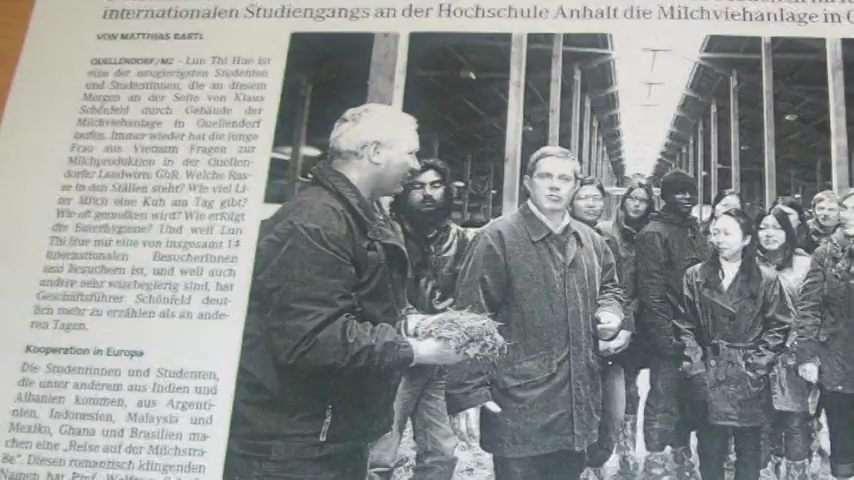 internationalen Studiengangs an der Hochschule Anhalt die Milchviehanlage in
VON MATTHIAS BARTL
QUELLENDORF/MZ - Lun Thi Hue ist
eine der neugierigsten Studenten
und Studentinnen, die an diesem
Morgen an der Seite von Klaus
Schönfeld durch Gebäude der
Milchviehanlage in Quellendorf
laufen. Immer wieder hat die junge
Frau aus Vietnam Fragen zur
Milchproduktion in der Quellen-
dorfer Landwirte GbR. Welche Ras-
se in den Ställen steht? Wie viel Li-
ter Milch eine Kuh am Tag gibt?
Wie oft gemolken wird? Wie erfolgt
die Euterhygiene? Und weil Lun
Thi Hue nur eine von insgesamt 14
internationalen Besucherinnen
und Besuchern ist, und weil auch
andere sehr wissbegierig sind, hat
Geschäftsführer Schönfeld deut-
lich mehr zu erzählen als an ande-
ren Tagen.
Kooperation in Europa
Die Studentinnen und Studenten,
die unter anderem aus Indien und
Albanien kommen, aus Argenti-
nien, Indonesien, Malaysia und
Mexiko, Ghana und Brasilien ma-
chen eine „Reise auf der Milchstra-
ße". Diesen romantisch klingenden
Namen hat Prof.